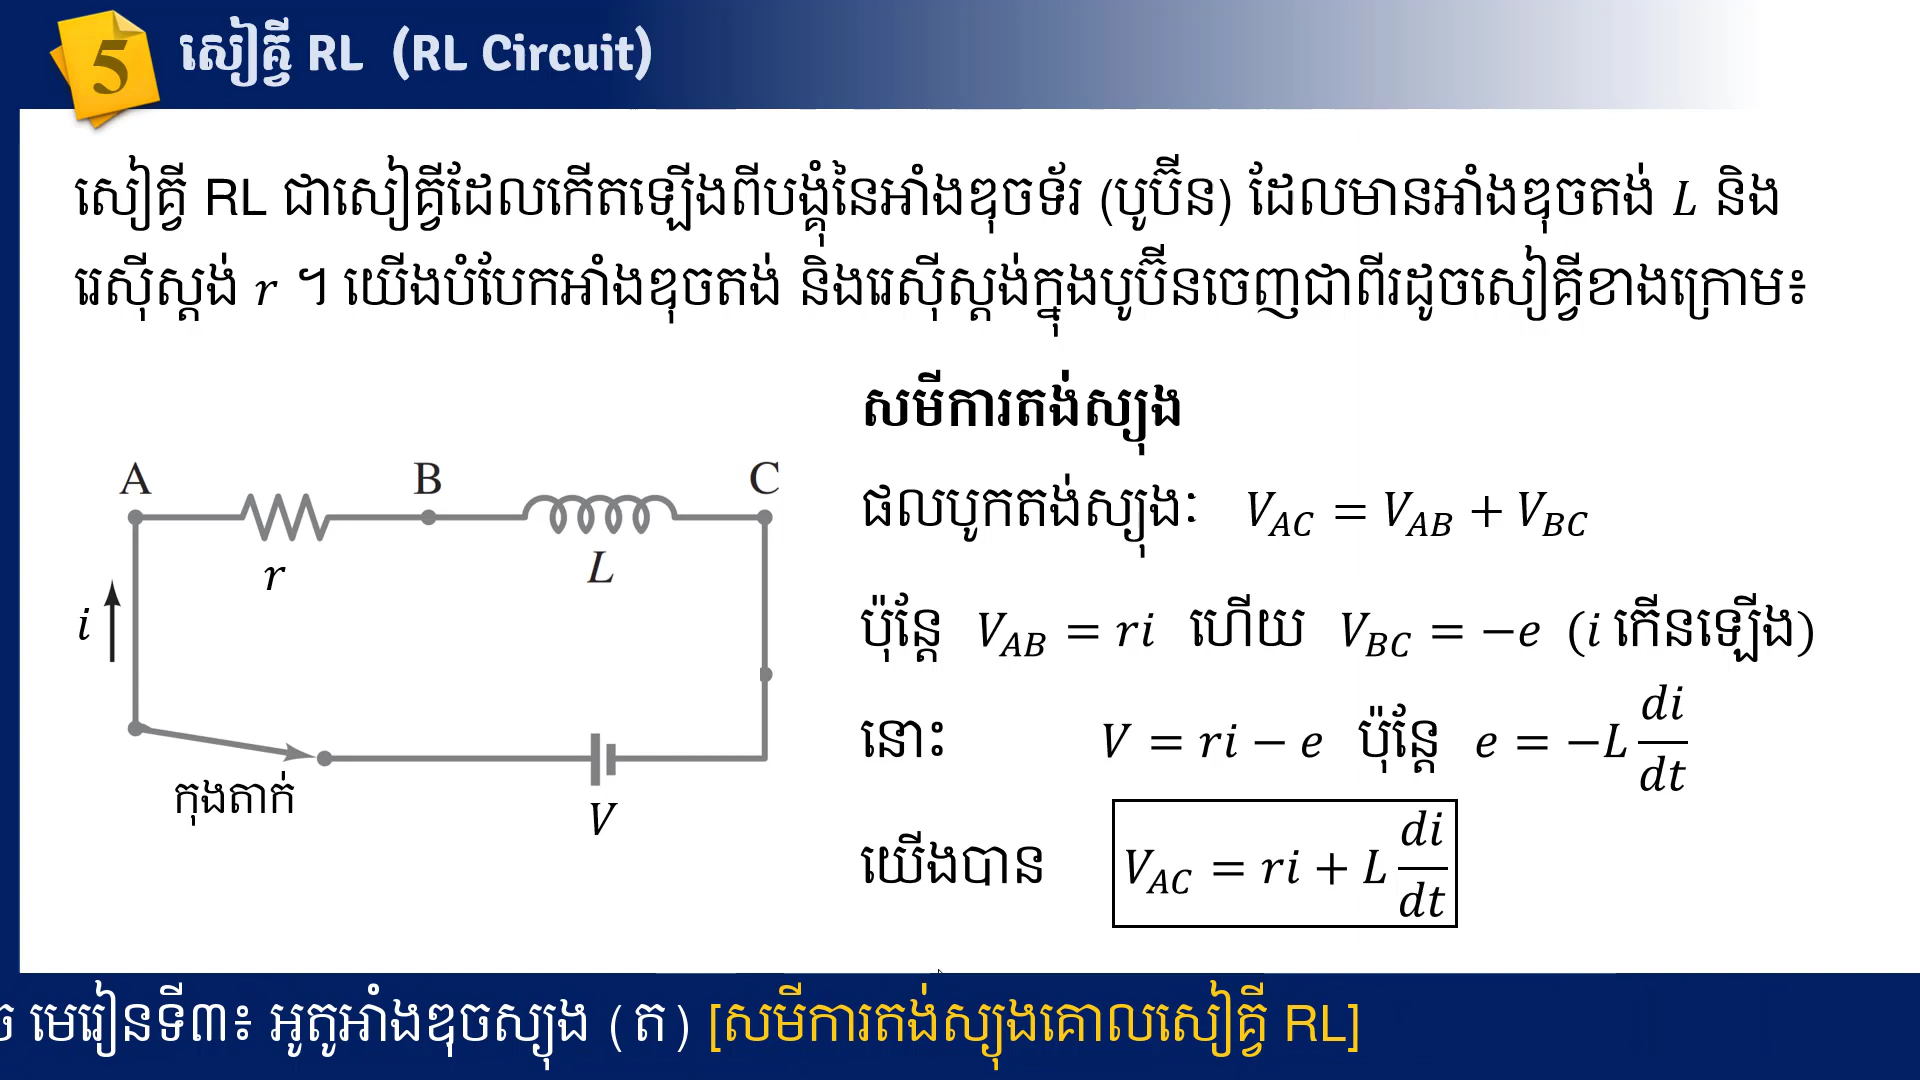 5
សៀគ្វី RL (RL Circuit)
សៀគ្វី RL ជាសៀគ្វីដែលកើតឡើងពីបង្គុំនៃអាំងឌុចទ័រ (បូប៊ីន) ដែលមានអាំងឌុចតង់ L និង
រេស៊ីស្តង់ r ។ យើងបំបែកអាំងឌុចតង់ និងរេស៊ីស្តង់ក្នុងបូប៊ីនចេញជាពីរដូចសៀគ្វីខាងក្រោម៖
A B C
r L
i
កុងតាក់
V
សមីការតង់ស្យុង
ផលបូកតង់ស្យុងៈ V_AC = V_AB + V_BC
ប៉ុន្តែ V_AB = ri ហើយ V_BC = −e (i កើនឡើង)
នោះ V = ri − e ប៉ុន្តែ e = −L di/dt
យើងបាន V_AC = ri + L di/dt
មេរៀនទី៣៖ អូតូអាំងឌុចស្យុង (ត) [សមីការតង់ស្យុងគោលសៀគ្វី RL]